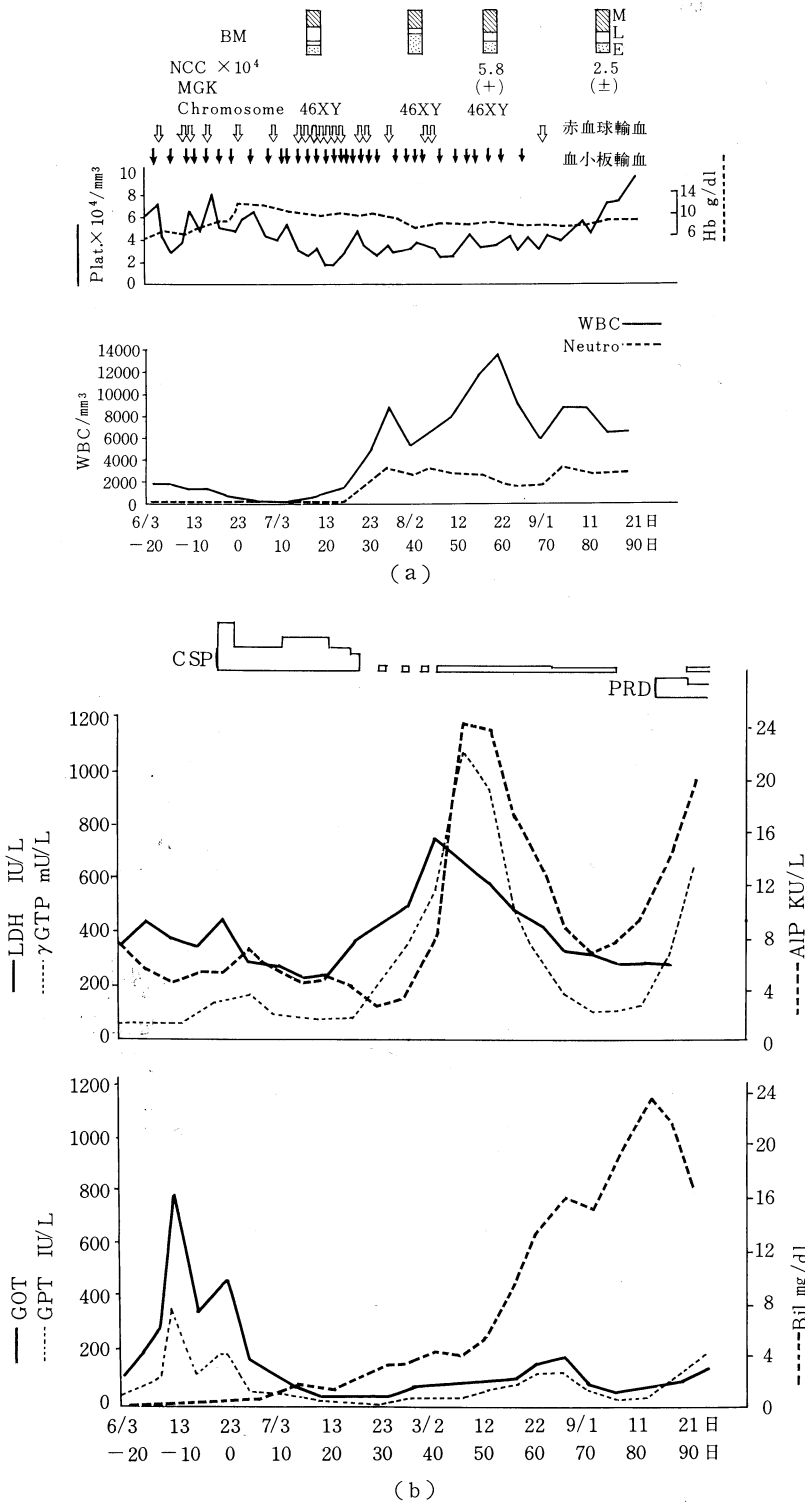 BM
M
L
E
NCC ×10⁴ 5.8 2.5
MGK (+) (±)
Chromosome 46XY 46XY 46XY
赤血球輸血
血小板輸血
Plat.×10⁴/mm³
10
8
6
4
2
0
14
10
6
Hb g/dl
WBC
Neutro
WBC/mm³
14000
12000
10000
8000
6000
4000
2000
0
6/3 13 23 7/3 13 23 8/2 12 22 9/1 11 21日
-20 -10 0 10 20 30 40 50 60 70 80 90日
(a)
CSP
PRD
LDH IU/L
γGTP mU/L
1200
1000
800
600
400
200
0
24
20
16
12
8
4
0
AlP KU/L
GOT
GPT IU/L
1200
1000
800
600
400
200
0
24
20
16
12
8
4
0
Bil mg/dl
6/3 13 23 7/3 13 23 3/2 12 22 9/1 11 21日
-20 -10 0 10 20 30 40 50 60 70 80 90日
(b)